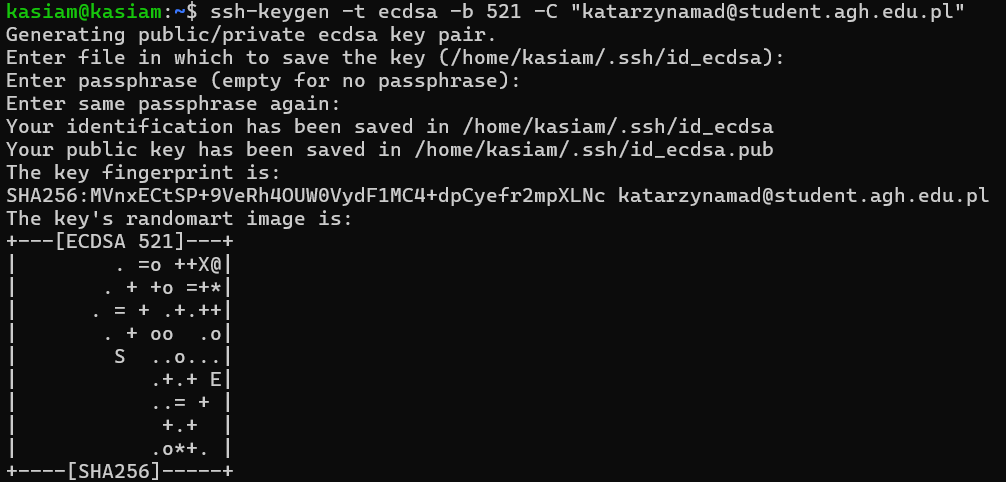 kasiam@kasiam:~$ ssh-keygen -t ecdsa -b 521 -C "katarzynamad@student.agh.edu.pl"
Generating public/private ecdsa key pair.
Enter file in which to save the key (/home/kasiam/.ssh/id_ecdsa):
Enter passphrase (empty for no passphrase):
Enter same passphrase again:
Your identification has been saved in /home/kasiam/.ssh/id_ecdsa
Your public key has been saved in /home/kasiam/.ssh/id_ecdsa.pub
The key fingerprint is:
SHA256:MVnxECtSP+9VeRh4OUW0VydF1MC4+dpCyefr2mpXLNc katarzynamad@student.agh.edu.pl
The key's randomart image is:
+---[ECDSA 521]---+
|        . =o ++X@|
|       . + +o =+*|
|      . = + .+.++|
|       . + oo  .o|
|        S  ..o...|
|           .+.+ E|
|           ..= + |
|            +.+  |
|           .o*+. |
+----[SHA256]-----+